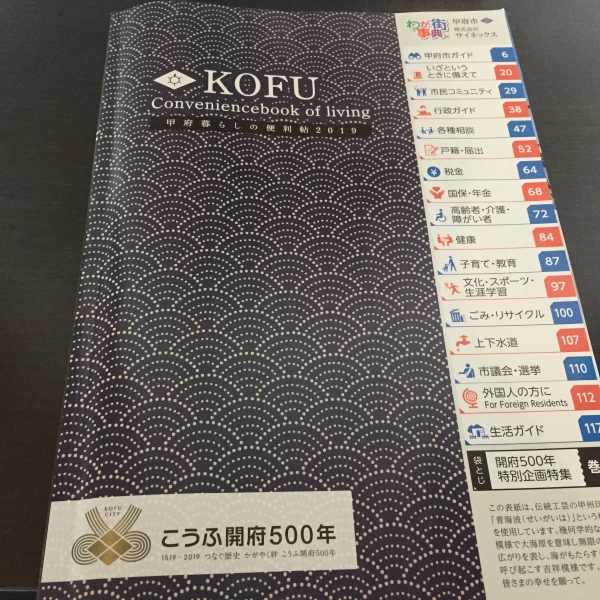 わが街事典
甲府市
株式会社
サイネックス
KOFU
Conveniencebook of living
甲府暮らしの便利帖2019
甲府市ガイド 6
いざという
ときに備えて 20
市民コミュニティ 29
行政ガイド 38
各種相談 47
戸籍・届出 52
税金 64
国保・年金 68
高齢者・介護・
障がい者 72
健康 84
子育て・教育 87
文化・スポーツ・
生涯学習 97
ごみ・リサイクル 100
上下水道 107
市議会・選挙 110
外国人の方に
For Foreign Residents 112
生活ガイド 117
袋とじ
開府500年
特別企画特集
巻
KOFU
CITY
こうふ開府500年
1519-2019 つなぐ歴史 かがやく絆 こうふ開府500年
この表紙は、伝統工芸の甲州印
「青海波(せいがいは)」という
を使用しています。幾何学的な
模様で大海原を意味し無限の
広がりを表し、海がもたらす
呼び起こす吉祥模様です。
皆さまの幸せを願って。